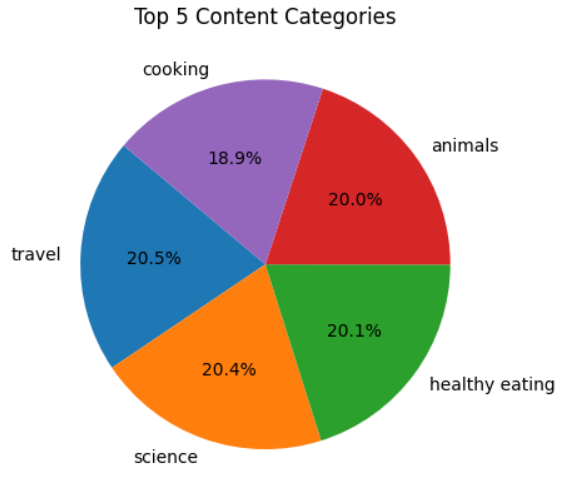 Top 5 Content Categories
cooking
animals
18.9%
20.0%
travel
20.5%
20.1%
20.4%
healthy eating
science